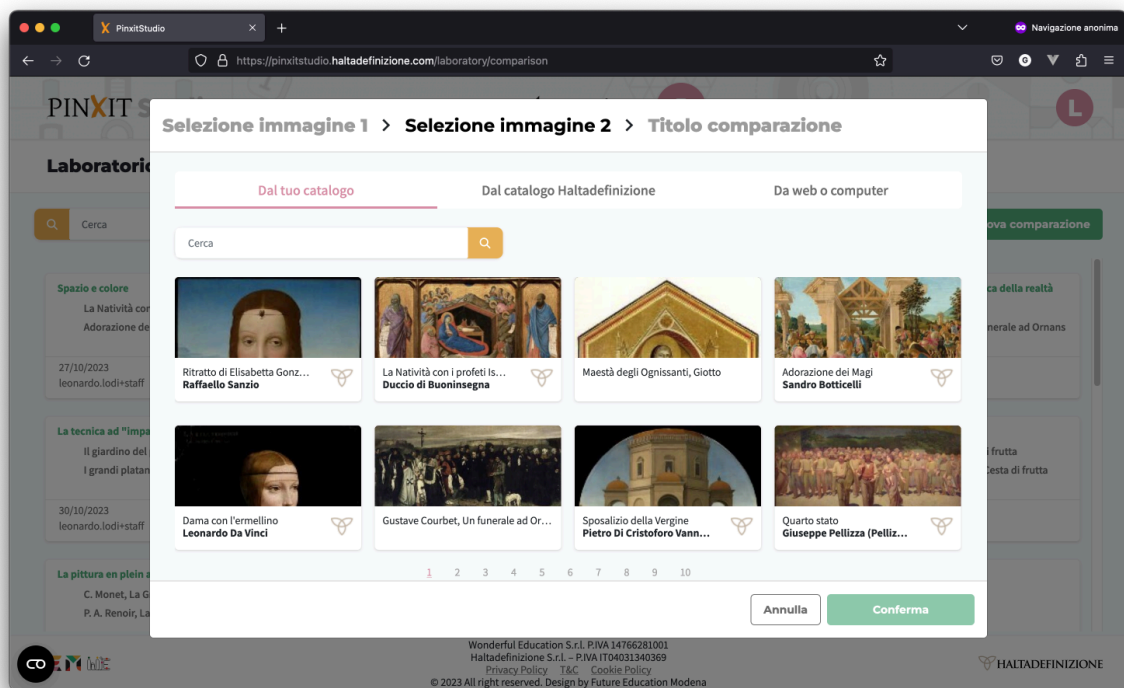 PinxitStudio
Navigazione anonima
https://pinxitstudio.haltadefinizione.com/laboratory/comparison
PINXIT S
L
Laboratorio
Cerca
ova comparazione
Selezione immagine 1 > Selezione immagine 2 > Titolo comparazione
Dal tuo catalogo
Dal catalogo Haltadefinizione
Da web o computer
Cerca
Ritratto di Elisabetta Gonz...
Raffaello Sanzio
La Natività con i profeti Is...
Duccio di Buoninsegna
Maestà degli Ognissanti, Giotto
Adorazione dei Magi
Sandro Botticelli
Dama con l'ermellino
Leonardo Da Vinci
Gustave Courbet, Un funerale ad Or...
Sposalizio della Vergine
Pietro Di Cristoforo Vann...
Quarto stato
Giuseppe Pellizza (Pelliz...
1 2 3 4 5 6 7 8 9 10
Annulla
Conferma
Spazio e colore
La Natività con
Adorazione de
27/10/2023
leonardo.lodi+staff
La tecnica ad "impa
Il giardino del
I grandi platan
30/10/2023
leonardo.lodi+staff
La pittura en plein a
C. Monet, La G
P. A. Renoir, La
ca della realtà
nerale ad Ornans
i frutta
Cesta di frutta
Wonderful Education S.r.l. P.IVA 14766281001
Haltadefinizione S.r.l. – P.IVA IT04031340369
Privacy Policy T&C Cookie Policy
© 2023 All right reserved. Design by Future Education Modena
HALTADEFINIZIONE